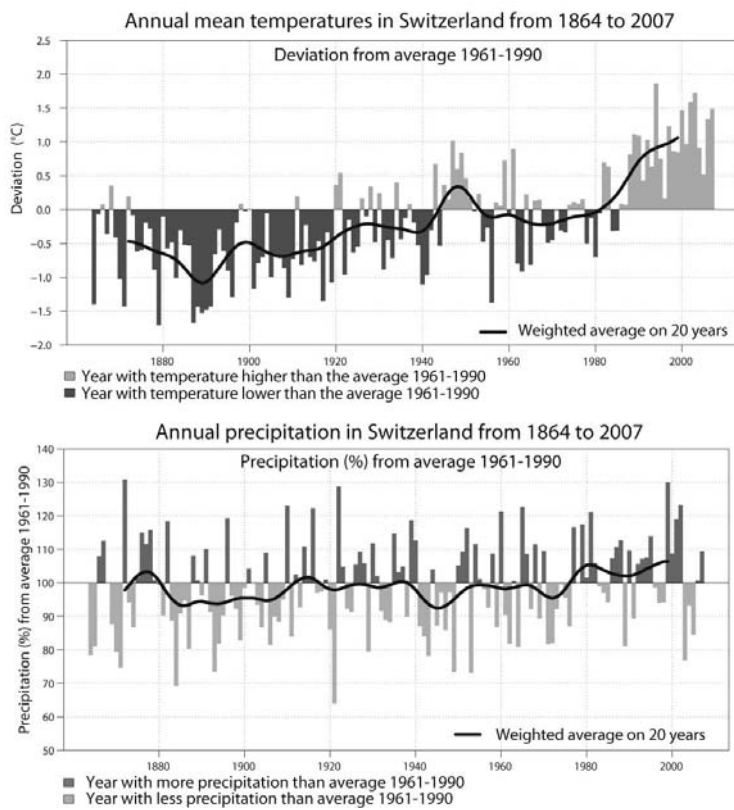 Annual mean temperatures in Switzerland from 1864 to 2007
Deviation from average 1961-1990
Deviation (°C)
2.5
2.0
1.5
1.0
0.5
0.0
−0.5
−1.0
−1.5
−2.0
Weighted average on 20 years
1880 1900 1920 1940 1960 1980 2000
Year with temperature higher than the average 1961-1990
Year with temperature lower than the average 1961-1990
Annual precipitation in Switzerland from 1864 to 2007
Precipitation (%) from average 1961-1990
Precipitation (%) from average 1961-1990
140
130
120
110
100
90
80
70
60
50
Weighted average on 20 years
1880 1900 1920 1940 1960 1980 2000
Year with more precipitation than average 1961-1990
Year with less precipitation than average 1961-1990